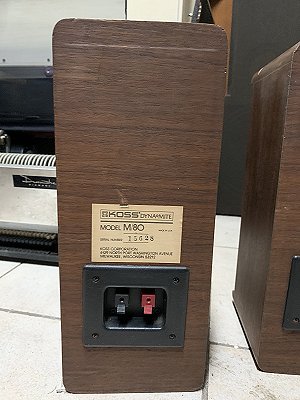 KOSS DYNAMITE
MODEL M/80
MADE IN U.S.A.
SERIAL NUMBER 15628
KOSS CORPORATION
4129 NORTH PORT WASHINGTON AVENUE
MILWAUKEE, WISCONSIN 53212